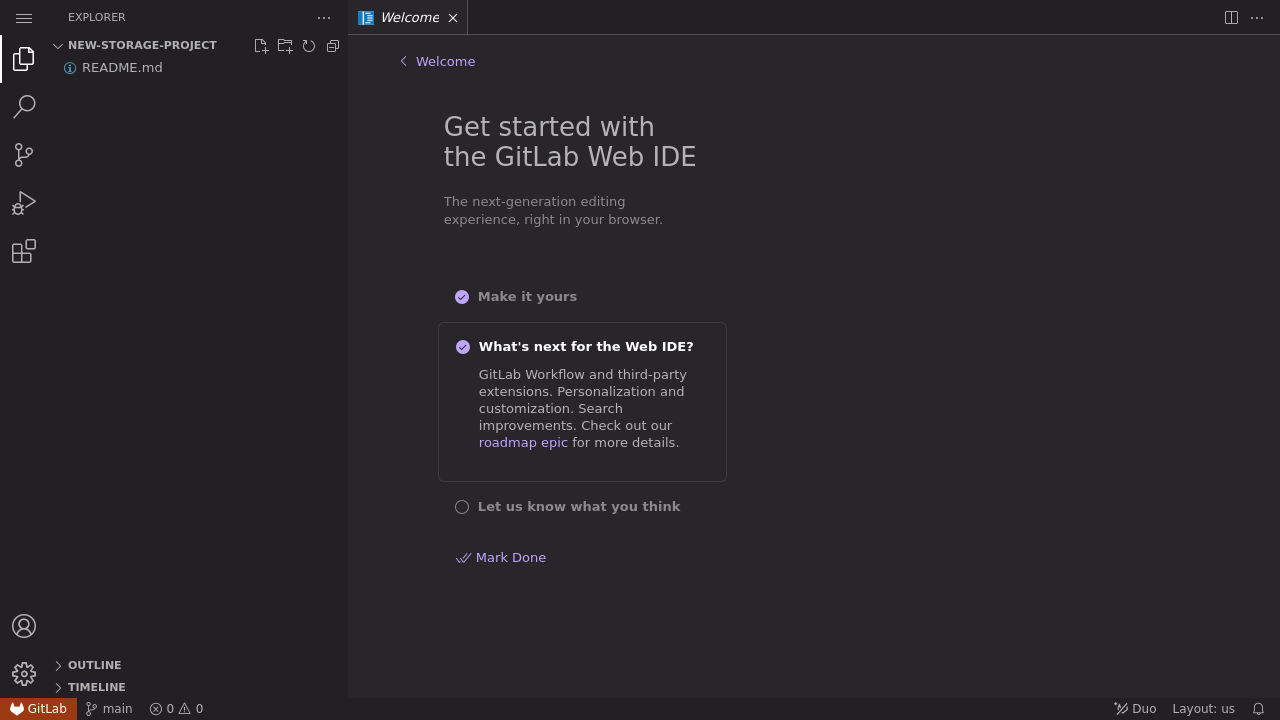 EXPLORER
NEW-STORAGE-PROJECT
README.md
OUTLINE
TIMELINE
Welcome
Welcome
Get started with
the GitLab Web IDE
The next-generation editing
experience, right in your browser.
Make it yours
What's next for the Web IDE?
GitLab Workflow and third-party
extensions. Personalization and
customization. Search
improvements. Check out our
roadmap epic for more details.
Let us know what you think
Mark Done
GitLab main 0 0 Duo Layout: us